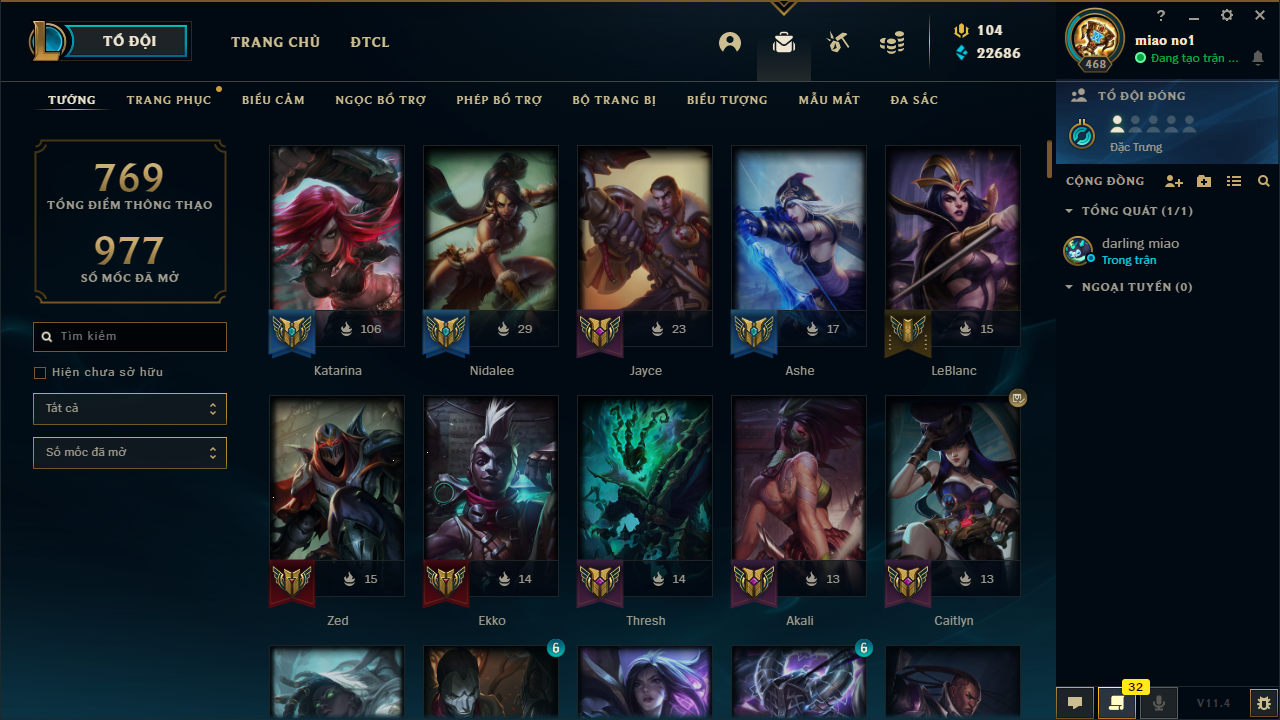 TỔ ĐỘI
TRANG CHỦ
ĐTCL
104
22686
?
miao no1
468
Đang tạo trận ...
TƯỚNG
TRANG PHỤC
BIỂU CẢM
NGỌC BỔ TRỢ
PHÉP BỔ TRỢ
BỘ TRANG BỊ
BIỂU TƯỢNG
MẪU MẮT
ĐA SẮC
TỔ ĐỘI ĐÓNG
Đặc Trưng
769
TỔNG ĐIỂM THÔNG THẠO
977
SỐ MỐC ĐÃ MỞ
Tìm kiếm
Hiện chưa sở hữu
Tất cả
Số mốc đã mở
106
29
23
17
15
Katarina
Nidalee
Jayce
Ashe
LeBlanc
15
14
14
13
13
Zed
Ekko
Thresh
Akali
Caitlyn
6
6
CỘNG ĐỒNG
TỔNG QUÁT (1/1)
darling miao
Trong trận
NGOẠI TUYẾN (0)
32
V11.4